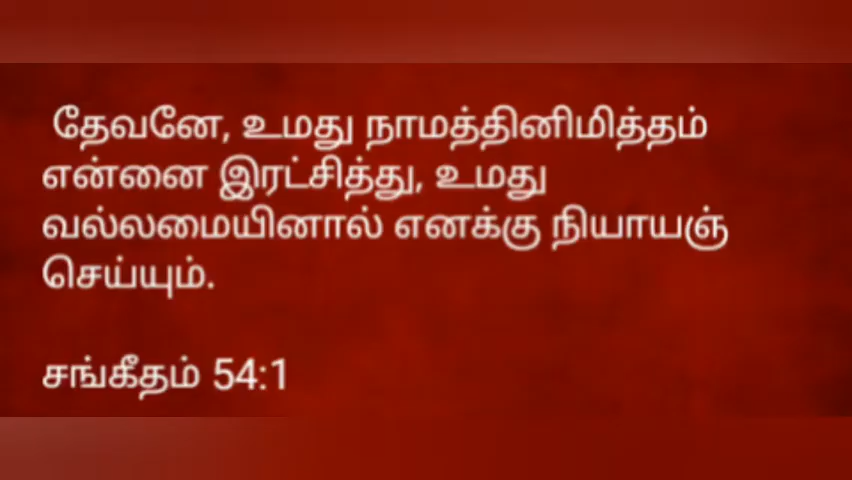 தேவனே, உமது நாமத்தினிமித்தம்
என்னை இரட்சித்து, உமது
வல்லமையினால் எனக்கு நியாயஞ்
செய்யும்.
சங்கீதம் 54:1